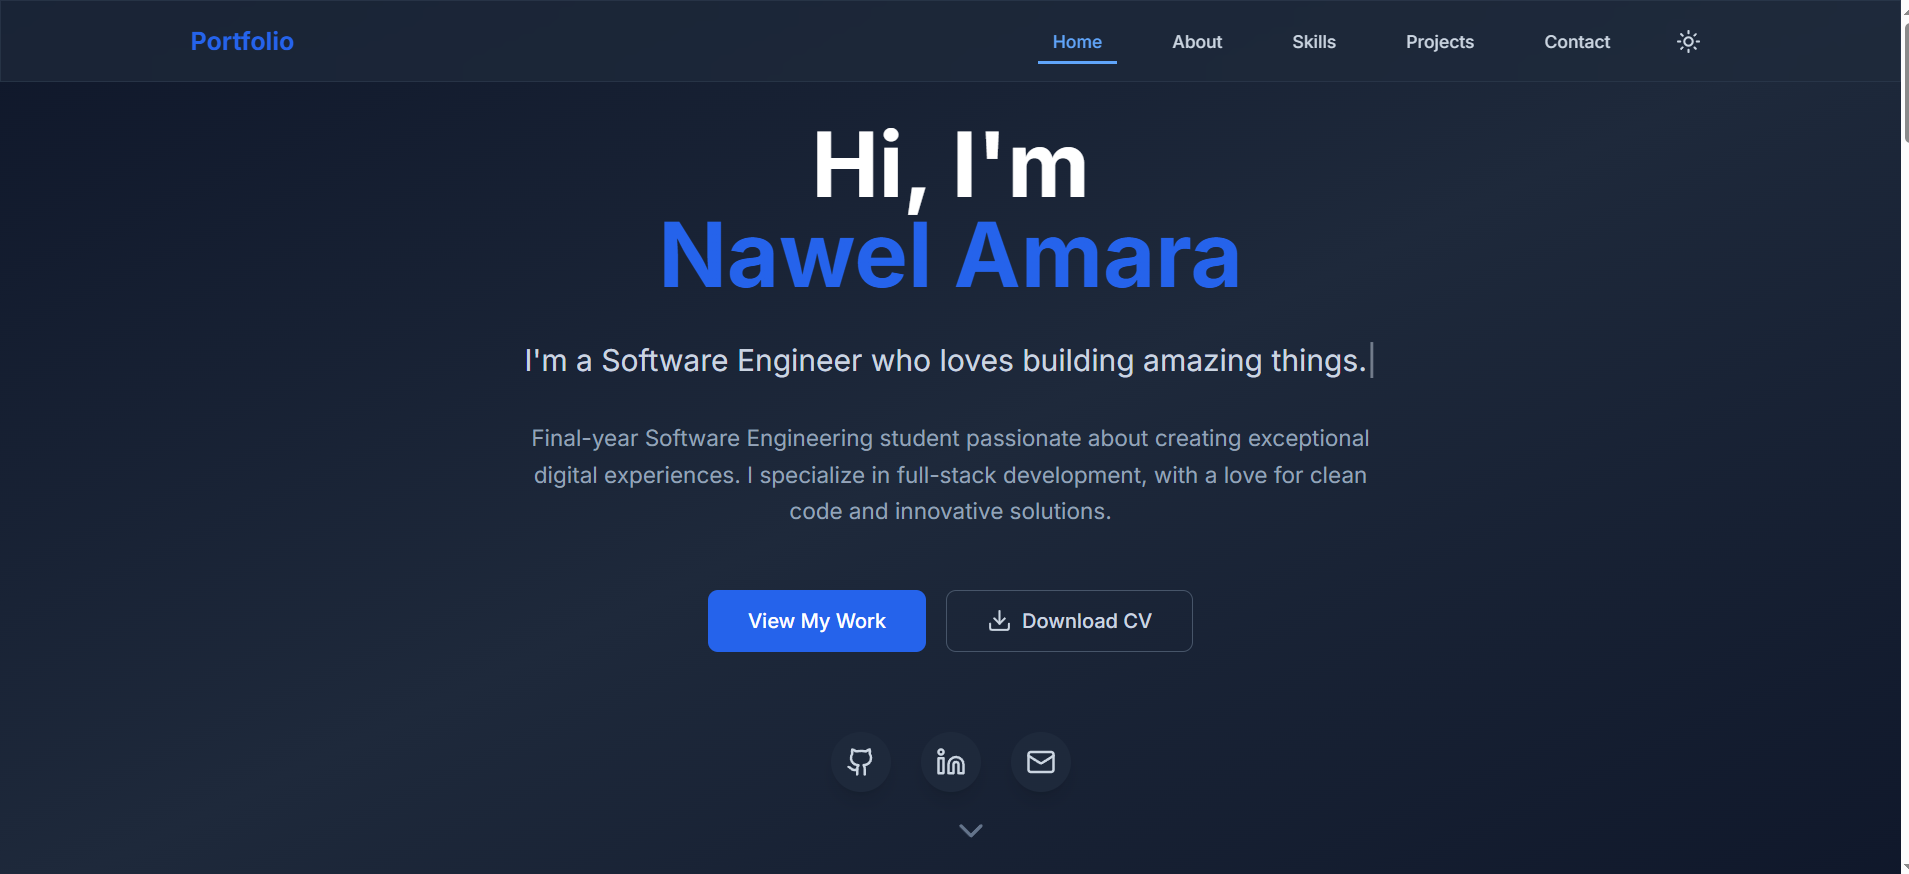 Portfolio
Home
About
Skills
Projects
Contact
Hi, I'm
Nawel Amara
I'm a Software Engineer who loves building amazing things.|
Final-year Software Engineering student passionate about creating exceptional
digital experiences. I specialize in full-stack development, with a love for clean
code and innovative solutions.
View My Work
Download CV